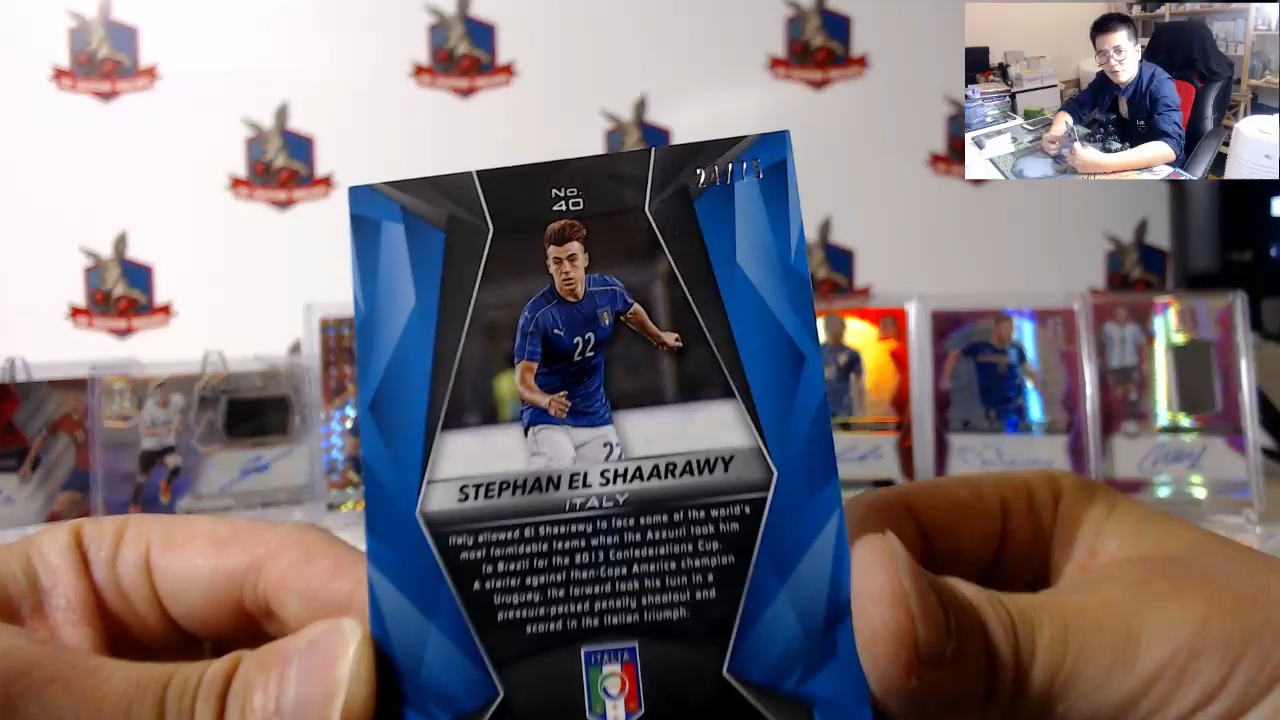 No.
40
22
22
STEPHAN EL SHAARAWY
ITALY
Italy allowed El Shaarawy to face some of the world's
most formidable teams when the Azzurri took him
to Brazil for the 2013 Confederations Cup.
A starter against then-Copa America champion
Uruguay, the forward took his turn in a
pressure-packed penalty shootout and
scored in the Italian triumph.
ITALIA